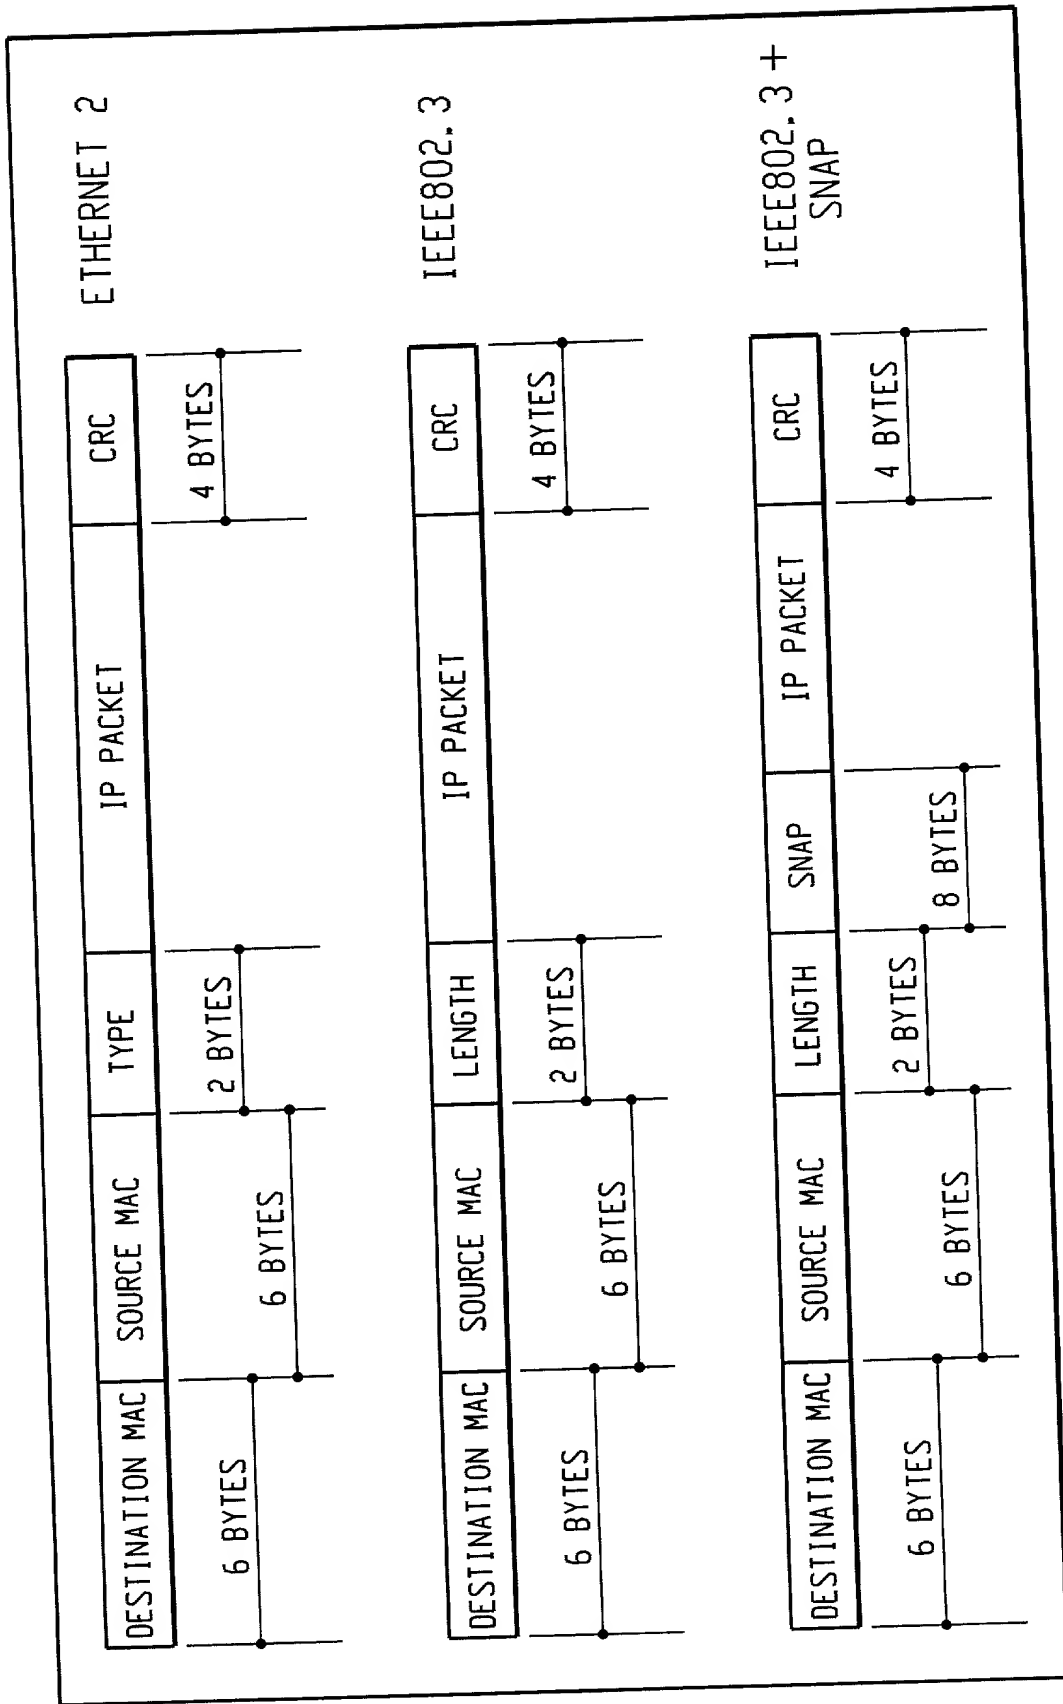 DESTINATION MAC SOURCE MAC TYPE IP PACKET CRC ETHERNET 2
6 BYTES 6 BYTES 2 BYTES 4 BYTES
DESTINATION MAC SOURCE MAC LENGTH IP PACKET CRC IEEE802.3
6 BYTES 6 BYTES 2 BYTES 4 BYTES
DESTINATION MAC SOURCE MAC LENGTH SNAP IP PACKET CRC IEEE802.3 +
SNAP
6 BYTES 6 BYTES 2 BYTES 8 BYTES 4 BYTES